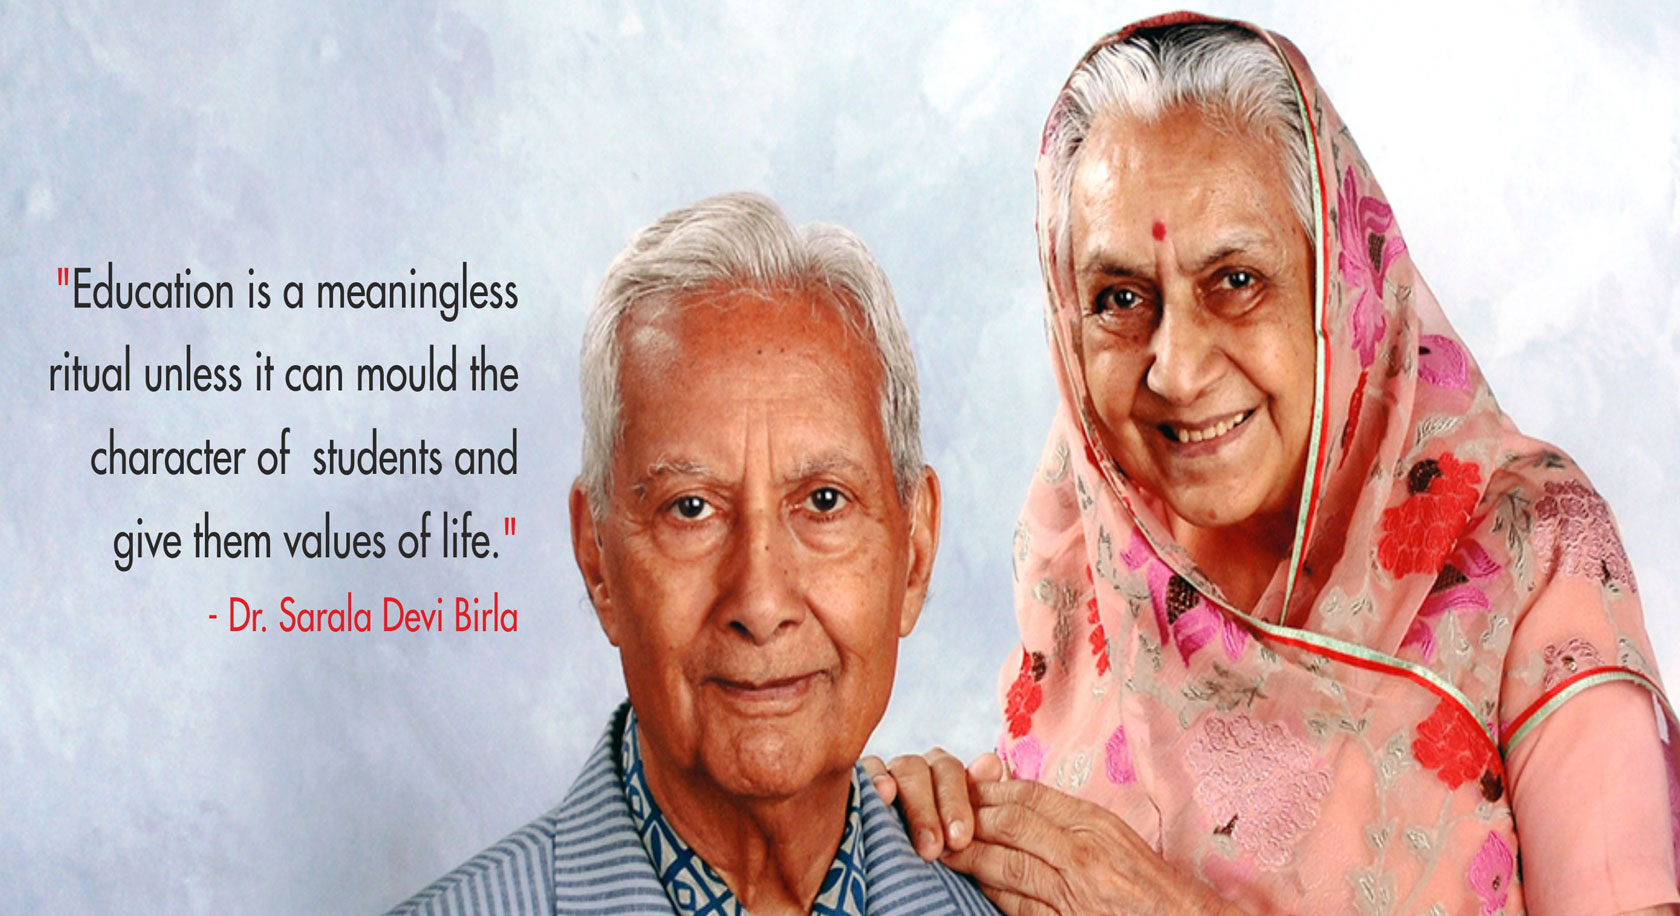 "Education is a meaningless
ritual unless it can mould the
character of students and
give them values of life."
- Dr. Sarala Devi Birla